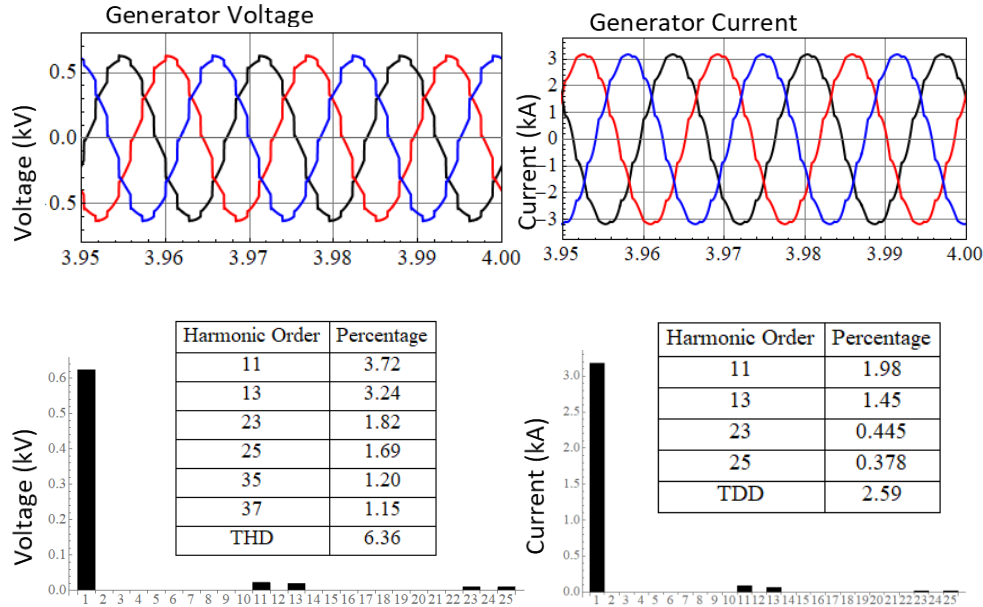 Generator Voltage
Voltage (kV)
0.5
0.0
0.5
3.95 3.96 3.97 3.98 3.99 4.00
Generator Current
Current (kA)
3
2
1
0
−1
−2
−3
3.95 3.96 3.97 3.98 3.99 4.00
Voltage (kV)
0.6
0.5
0.4
0.3
0.2
0.1
0.0
1 2 3 4 5 6 7 8 9 10 11 12 13 14 15 16 17 18 19 20 21 22 23 24 25
Harmonic Order Percentage
11 3.72
13 3.24
23 1.82
25 1.69
35 1.20
37 1.15
THD 6.36
Current (kA)
3.0
2.5
2.0
1.5
1.0
0.5
0.0
1 2 3 4 5 6 7 8 9 10 11 12 13 14 15 16 17 18 19 20 21 22 23 24 25
Harmonic Order Percentage
11 1.98
13 1.45
23 0.445
25 0.378
TDD 2.59